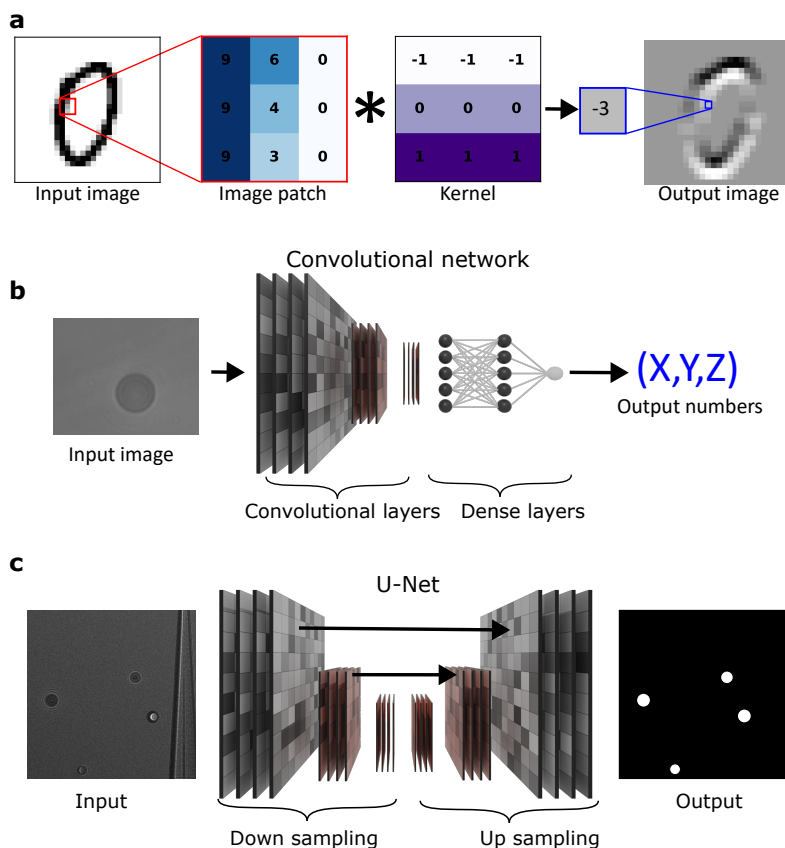 a
9 6 0
9 4 0
9 3 0
*
-1 -1 -1
0 0 0
1 1 1
-3
Input image
Image patch
Kernel
Output image
Convolutional network
b
(X,Y,Z)
Output numbers
Input image
Convolutional layers
Dense layers
c
U-Net
Input
Output
Down sampling
Up sampling